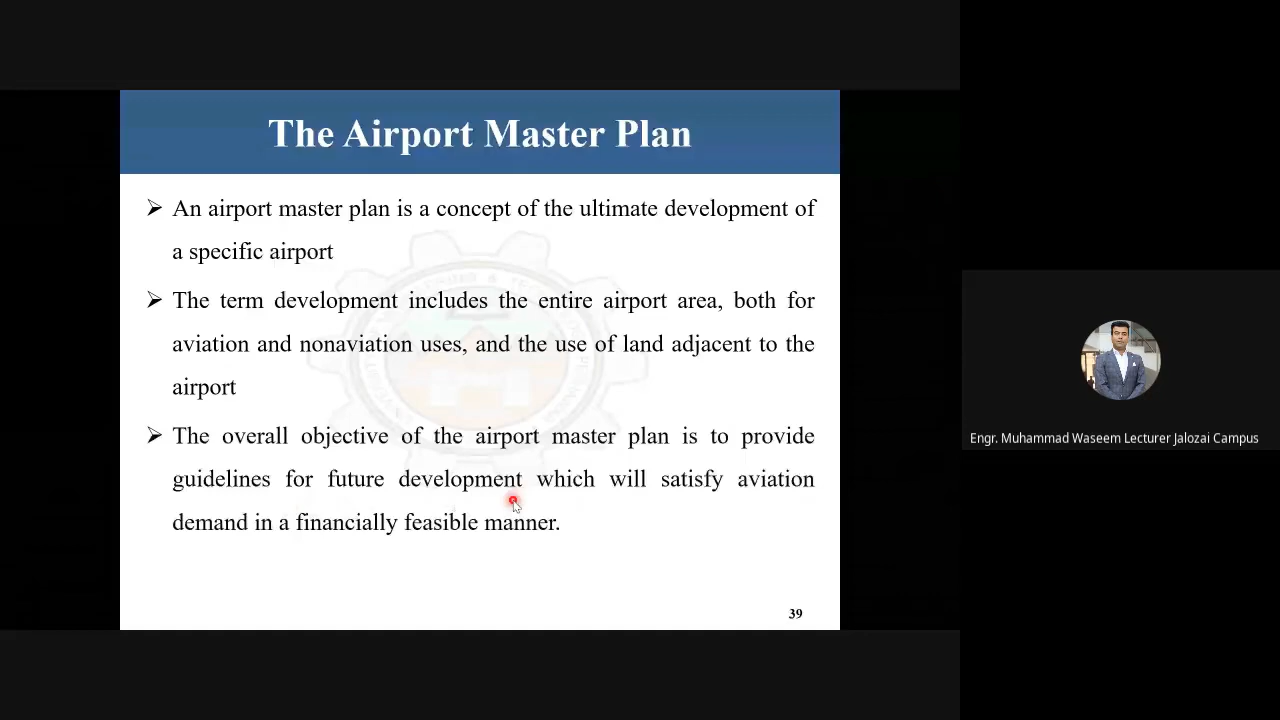 The Airport Master Plan
➢ An airport master plan is a concept of the ultimate development of
a specific airport
➢ The term development includes the entire airport area, both for
aviation and nonaviation uses, and the use of land adjacent to the
airport
➢ The overall objective of the airport master plan is to provide
guidelines for future development which will satisfy aviation
demand in a financially feasible manner.
39
Engr. Muhammad Waseem Lecturer Jalozai Campus